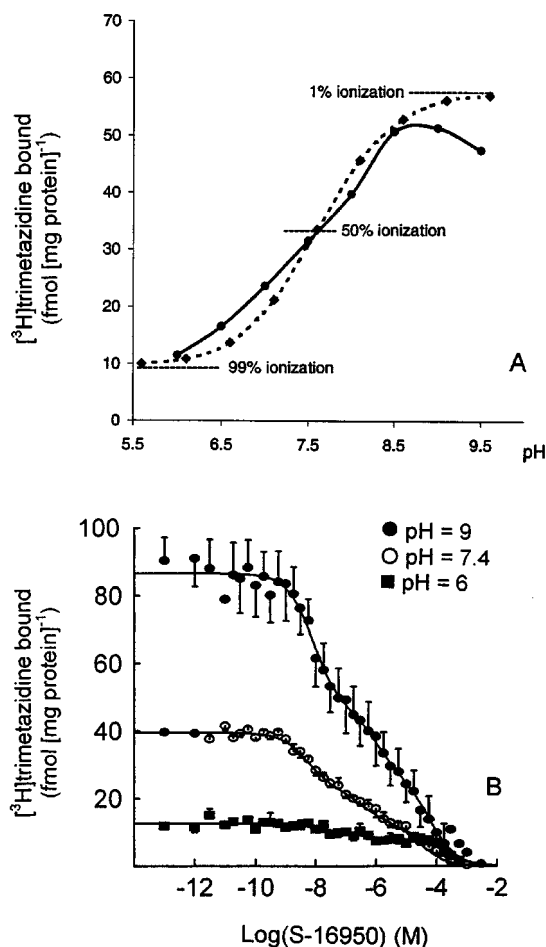 [³H]trimetazidine bound
(fmol [mg protein]⁻¹)
70
60
50
40
30
20
10
0
1% ionization
50% ionization
99% ionization
A
5.5 6.5 7.5 8.5 9.5 pH
[³H]trimetazidine bound
(fmol [mg protein]⁻¹)
100
80
60
40
20
pH = 9
pH = 7.4
pH = 6
B
-12 -10 -8 -6 -4 -2
Log(S-16950) (M)